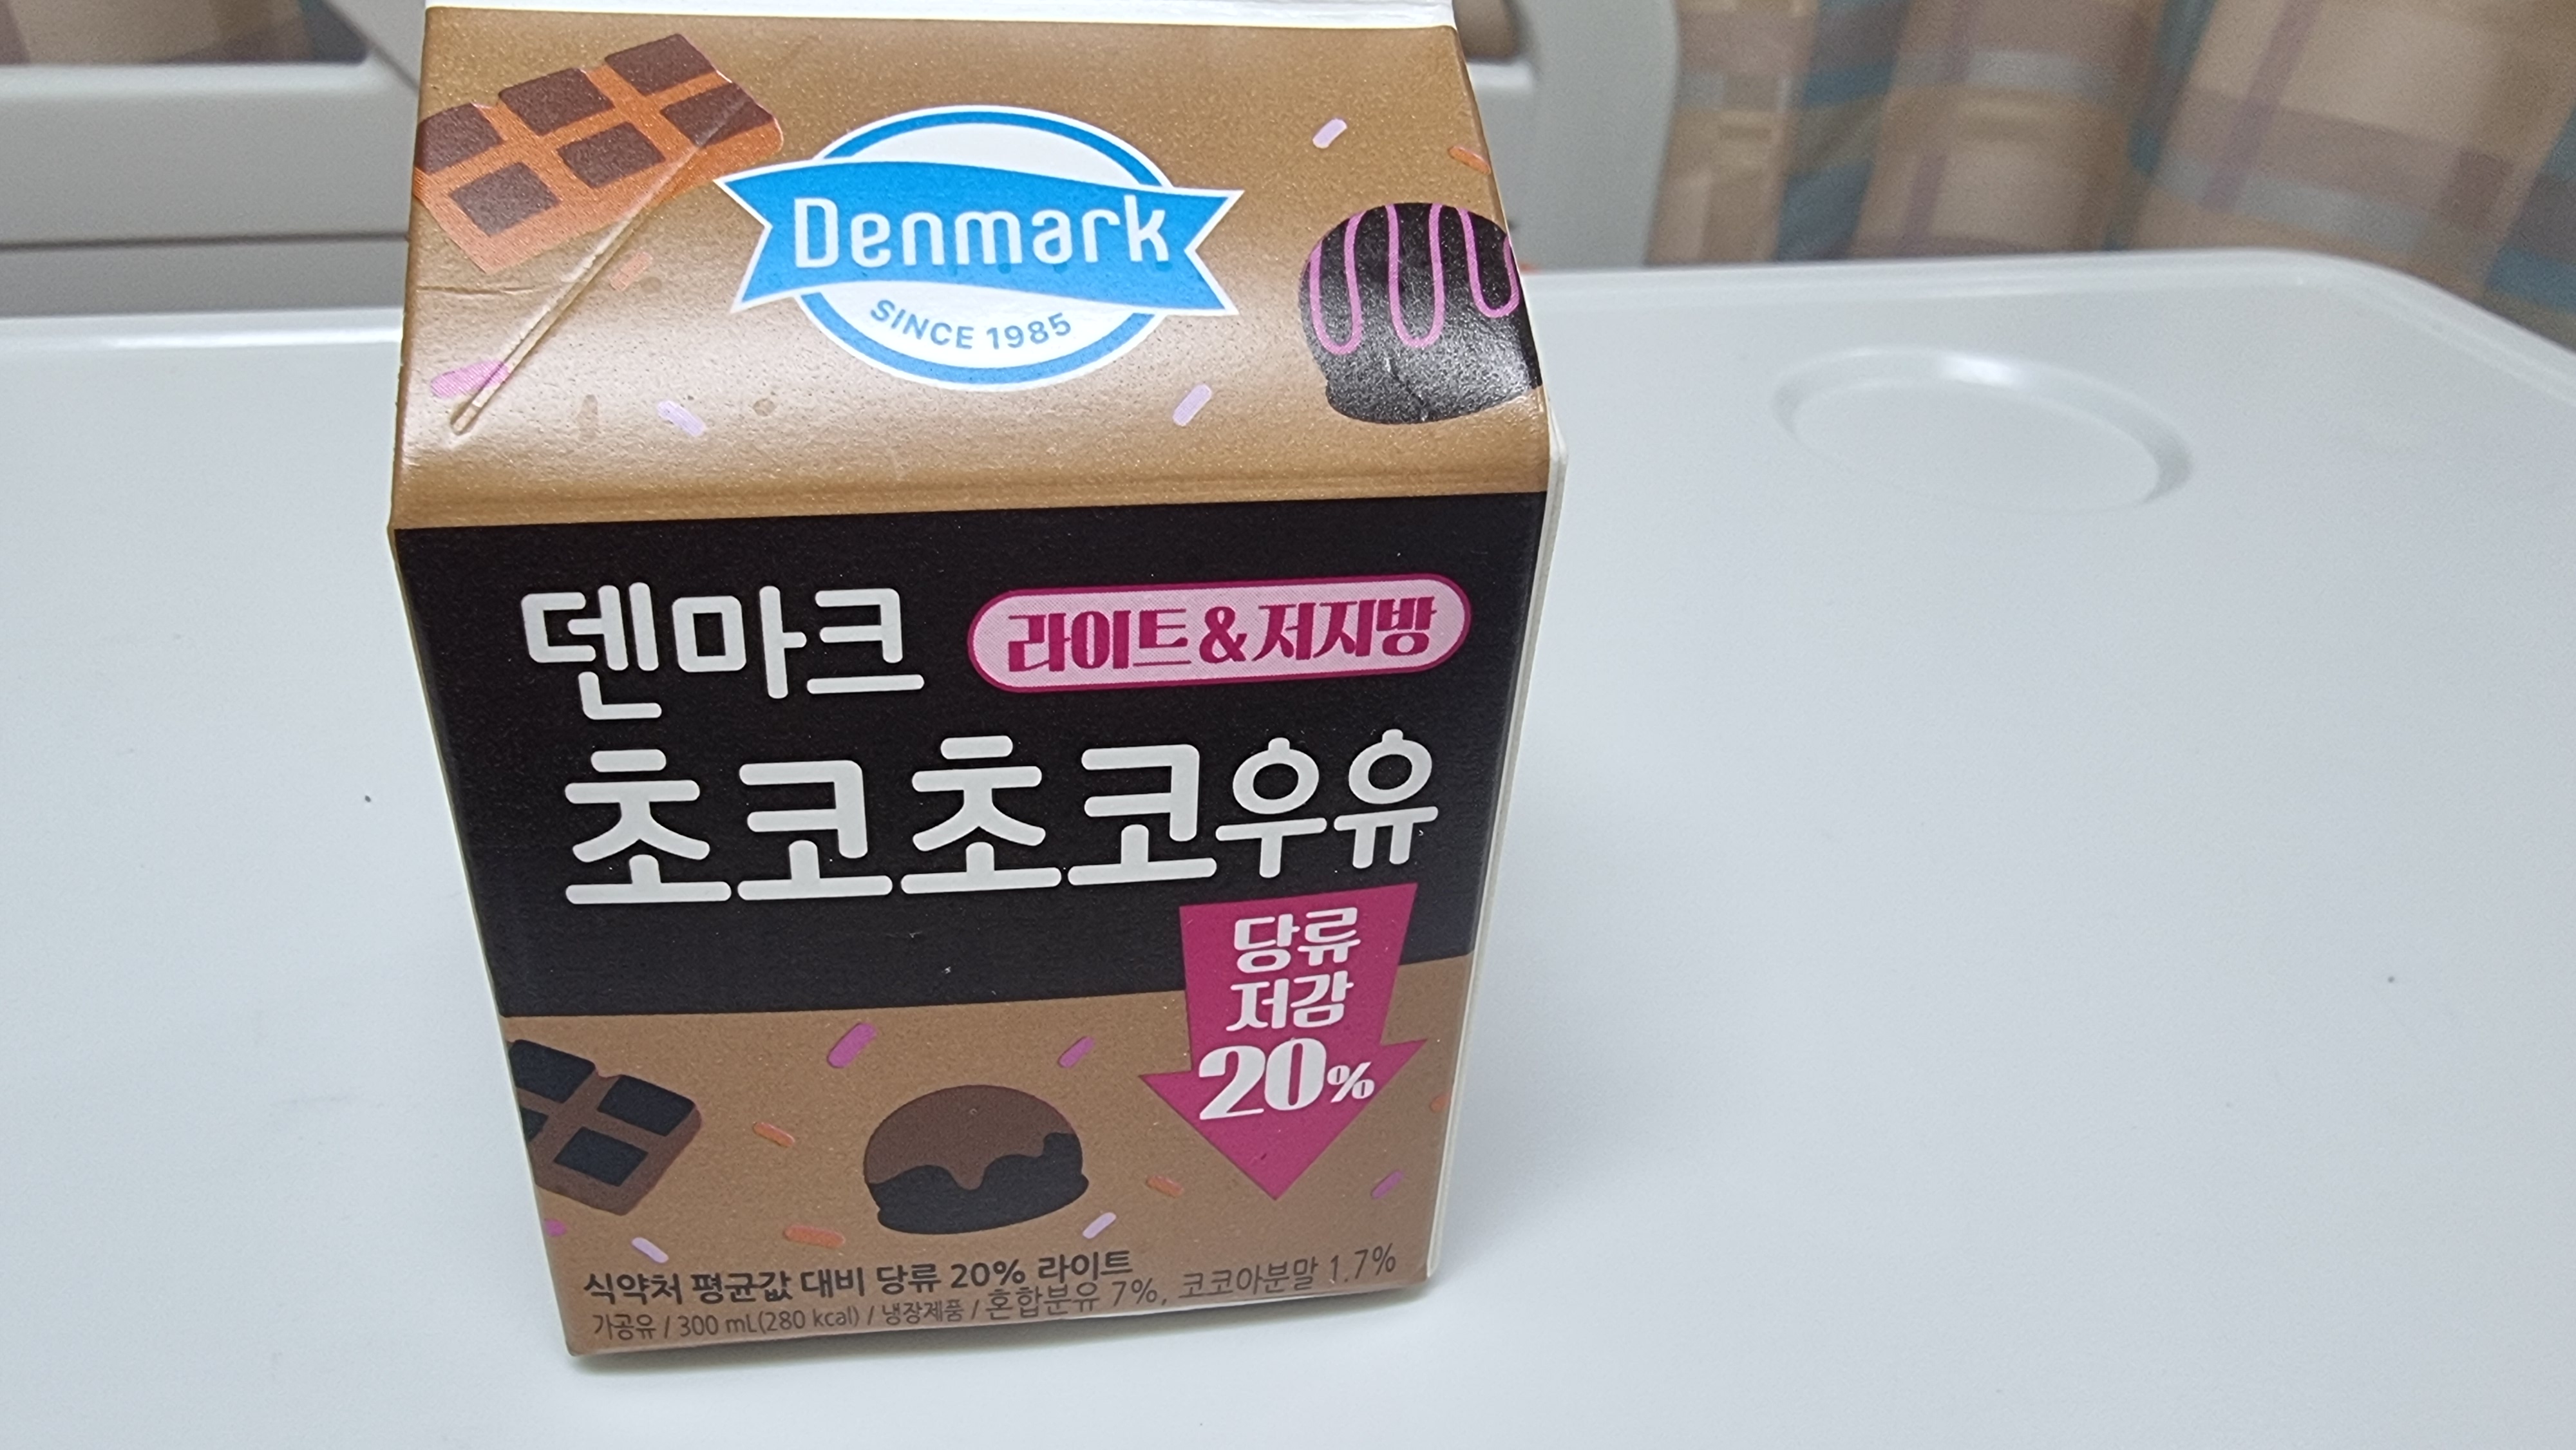 Denmark
SINCE 1985
덴마크 라이트&저지방
초코초코우유
당류
저감
20%
식약처 평균값 대비 당류 20% 라이트
가공유 / 300 mL(280 kcal) / 냉장제품 / 혼합분유 7%, 코코아분말 1.7%